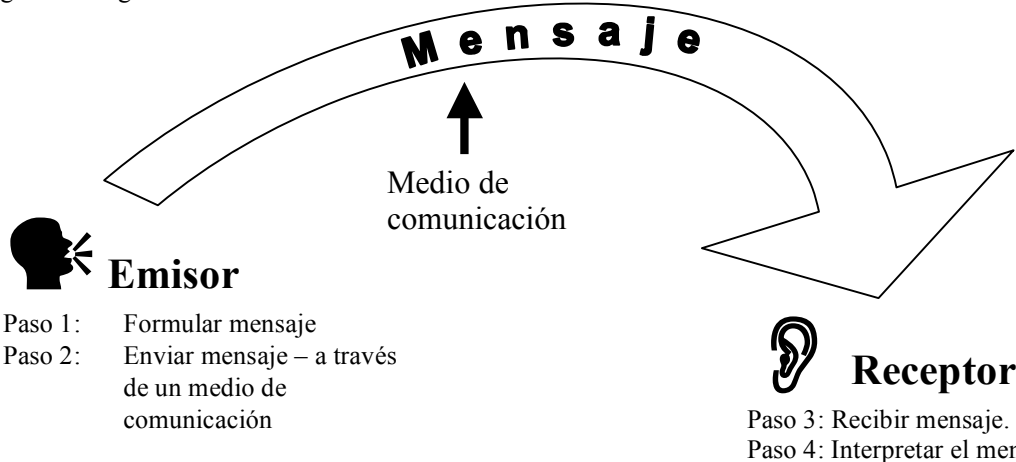 Mensaje
Medio de
comunicación
Emisor
Paso 1: Formular mensaje
Paso 2: Enviar mensaje – a través
de un medio de
comunicación
Receptor
Paso 3: Recibir mensaje.
Paso 4: Interpretar el